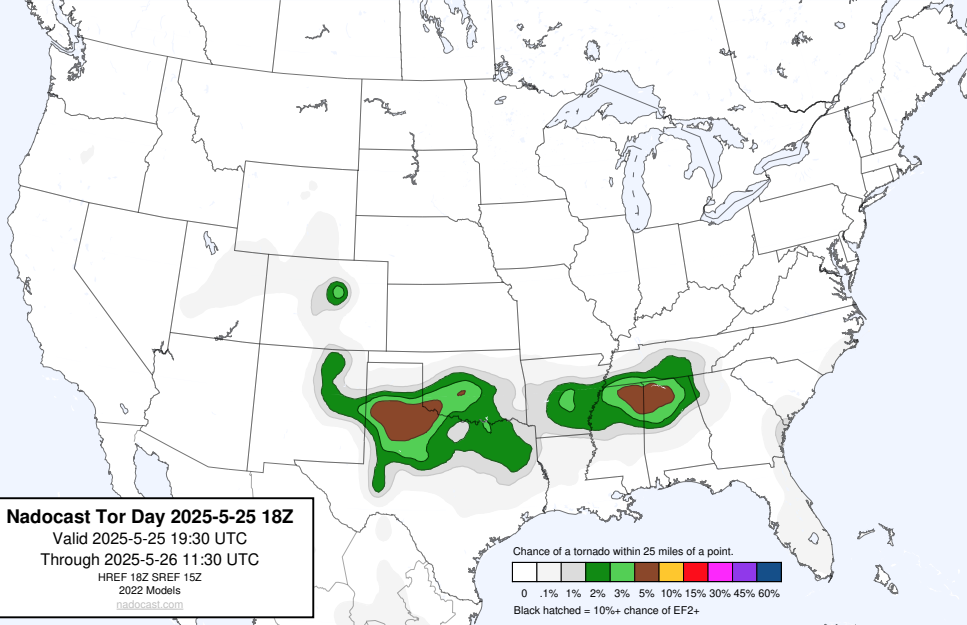 Nadocast Tor Day 2025-5-25 18Z
Valid 2025-5-25 19:30 UTC
Through 2025-5-26 11:30 UTC
HREF 18Z SREF 15Z
2022 Models
nadocast.com
Chance of a tornado within 25 miles of a point.
0 .1% 1% 2% 3% 5% 10% 15% 30% 45% 60%
Black hatched = 10%+ chance of EF2+